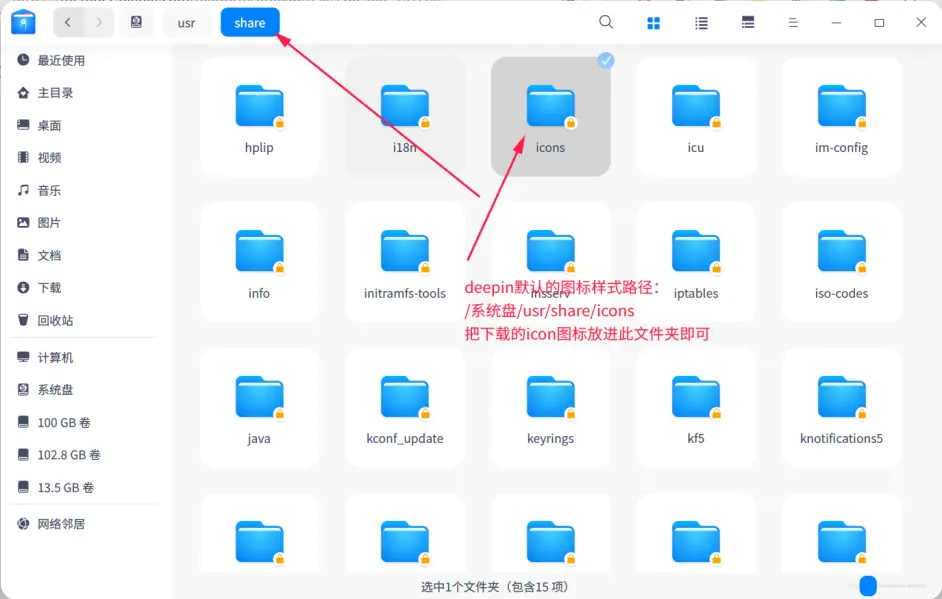 usr
share
最近使用
主目录
桌面
视频
音乐
图片
文档
下载
回收站
计算机
系统盘
100 GB 卷
102.8 GB 卷
13.5 GB 卷
网络邻居
hplip
i18n
icons
icu
im-config
info
initramfs-tools
insserv
iptables
iso-codes
deepin默认的图标样式路径：
/系统盘/usr/share/icons
把下载的icon图标放进此文件夹即可
java
kconf_update
keyrings
kf5
knotifications5
选中1个文件夹（包含15 项）